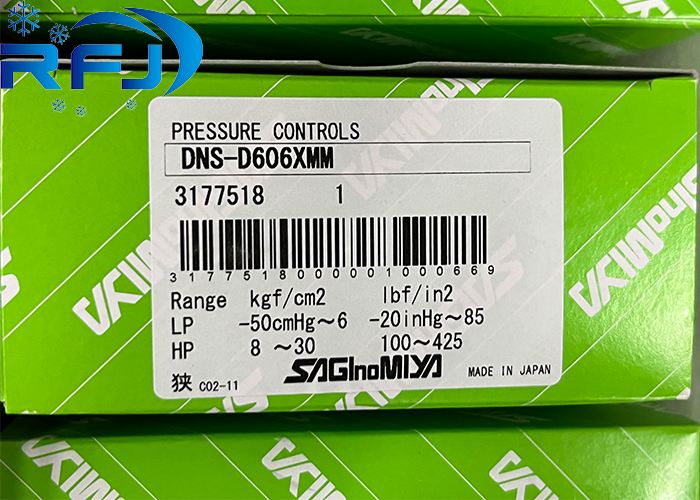 RFJ
PRESSURE CONTROLS
DNS-D606XMM
3177518 1
3177518000001000669
Range kgf/cm2 lbf/in2
LP -50cmHg～6 -20inHg～85
HP 8 ～30 100～425
狭 C02-11 SAGInoMIYA MADE IN JAPAN